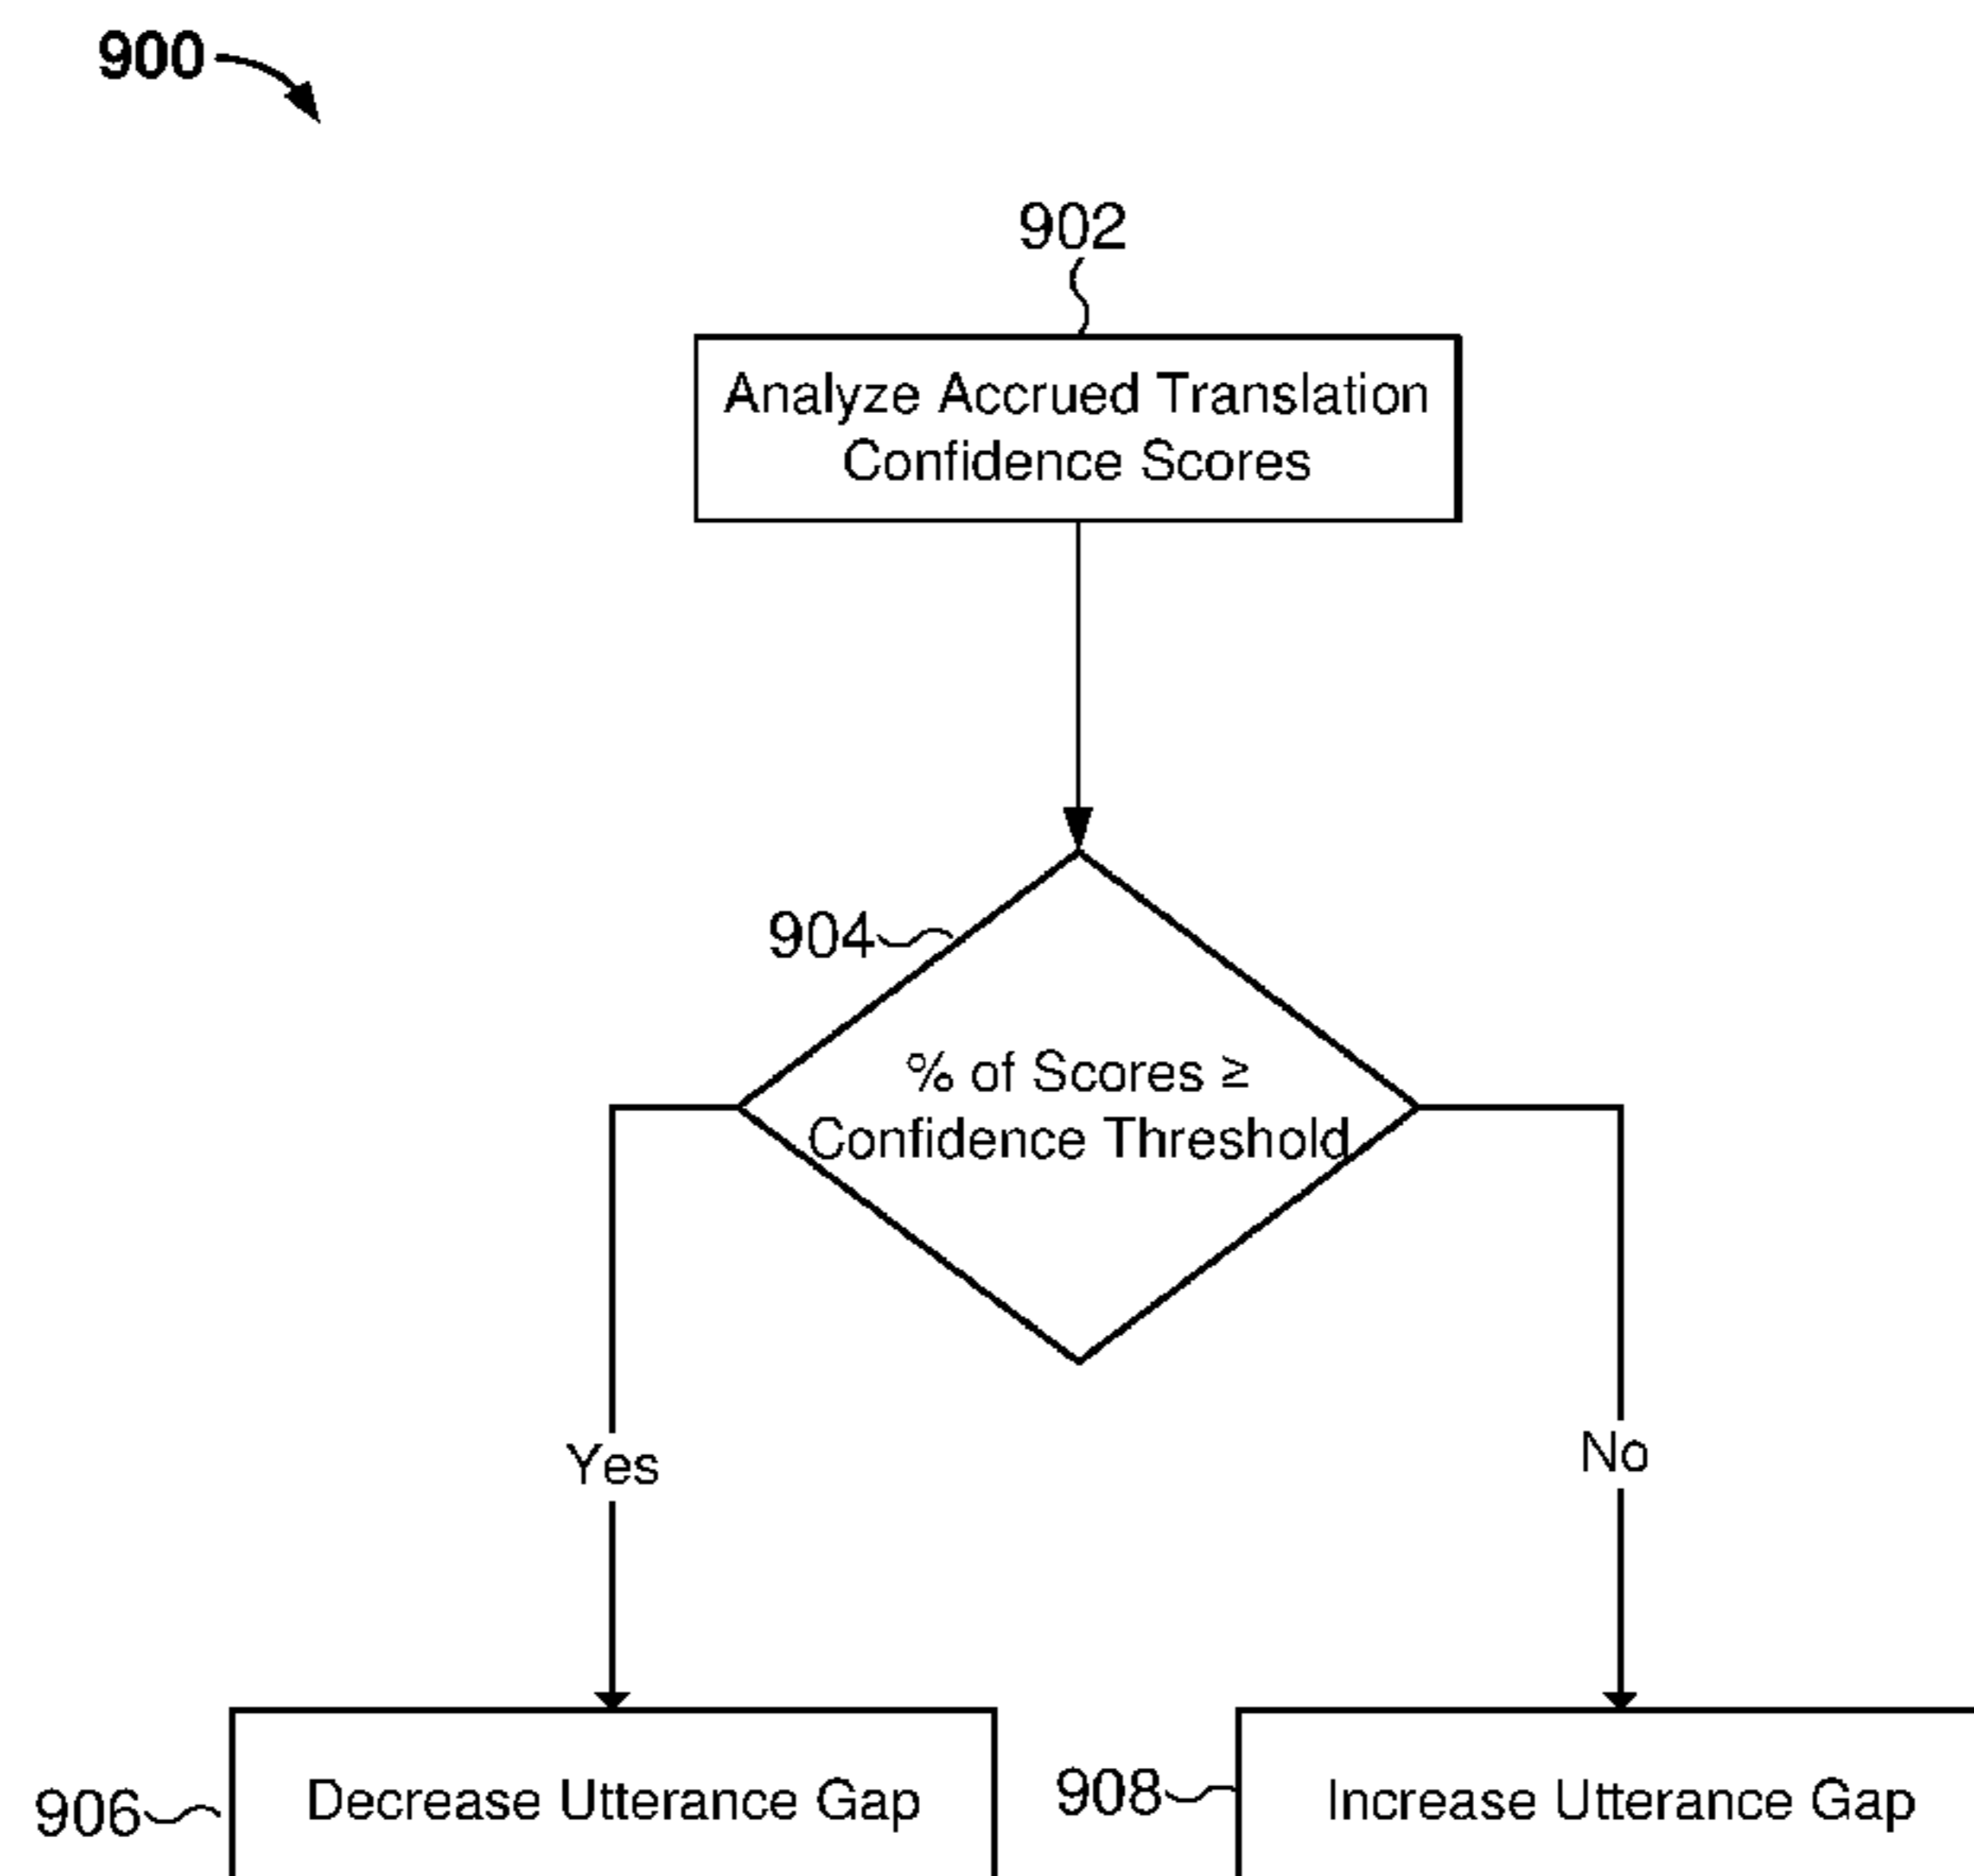 900
902
Analyze Accrued Translation
Confidence Scores
904
% of Scores ≥
Confidence Threshold
Yes
No
906
Decrease Utterance Gap
908
Increase Utterance Gap